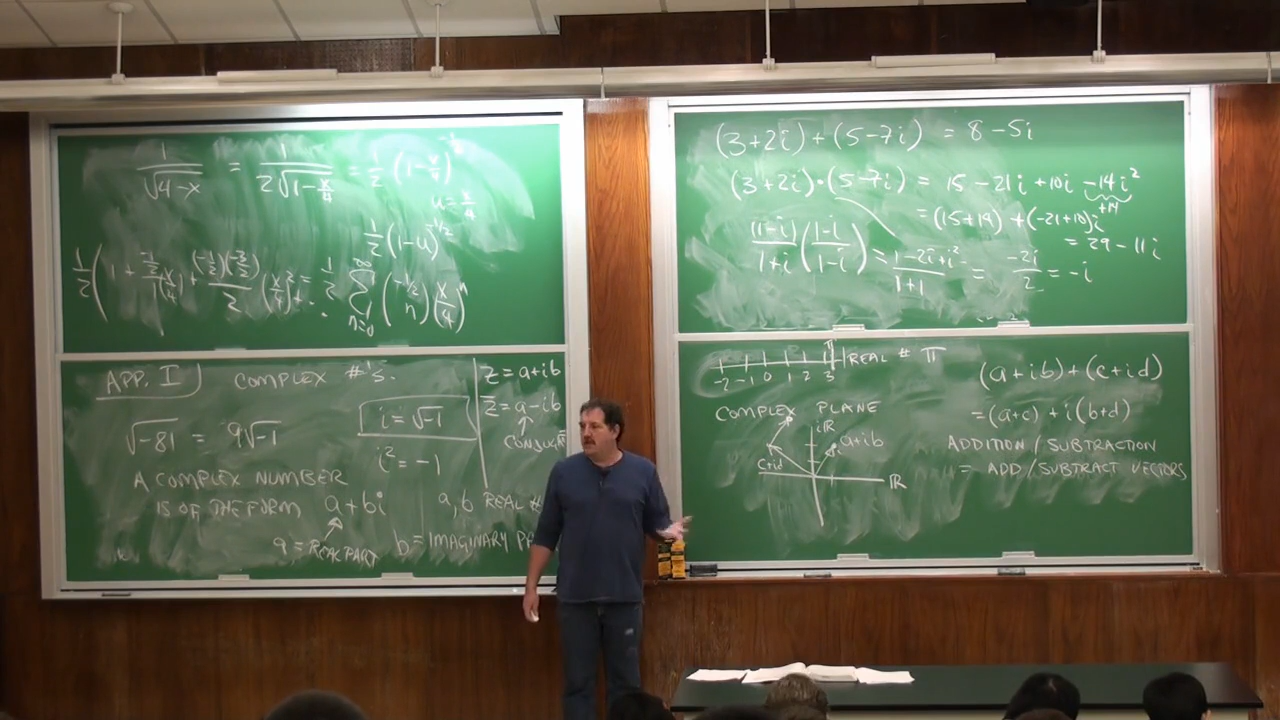 1/√(4-x) = 1/(2√(1-x/4)) = 1/2 (1-x/4)^(-1/2)
u = x/4
1/2 (1-u)^(-1/2)
1/2 (1 + (-1/2)/1 (x/4) + (-1/2)(-3/2)/2 (x/4)² + ... = 1/2 ∑_{n=0}^∞ (-1/2 n) (x/4)^n
APP. I) COMPLEX #'S.
√-81 = 9√-1
i = √-1
i² = -1
z = a+ib
z̅ = a-ib
A COMPLEX NUMBER
IS OF THE FORM a+bi a, b REAL
a = REAL PART b = IMAGINARY
(3+2i)+(5-7i) = 8-5i
(3+2i)·(5-7i) = 15-21i+10i-14i²
+14
= (15+14)+(-21+10)i
= 29-11i
(1-i)/(1+i) (1-i)/(1-i) = (1-2i+i²)/(1+1) = -2i/2 = -i
π
-2 -1 0 1 2 3
REAL # π
COMPLEX PLANE
iR
a+ib
c+id
R
(a+ib)+(c+id)
=(a+c)+i(b+d)
ADDITION/SUBTRACTION
= ADD/SUBTRACT VECTORS